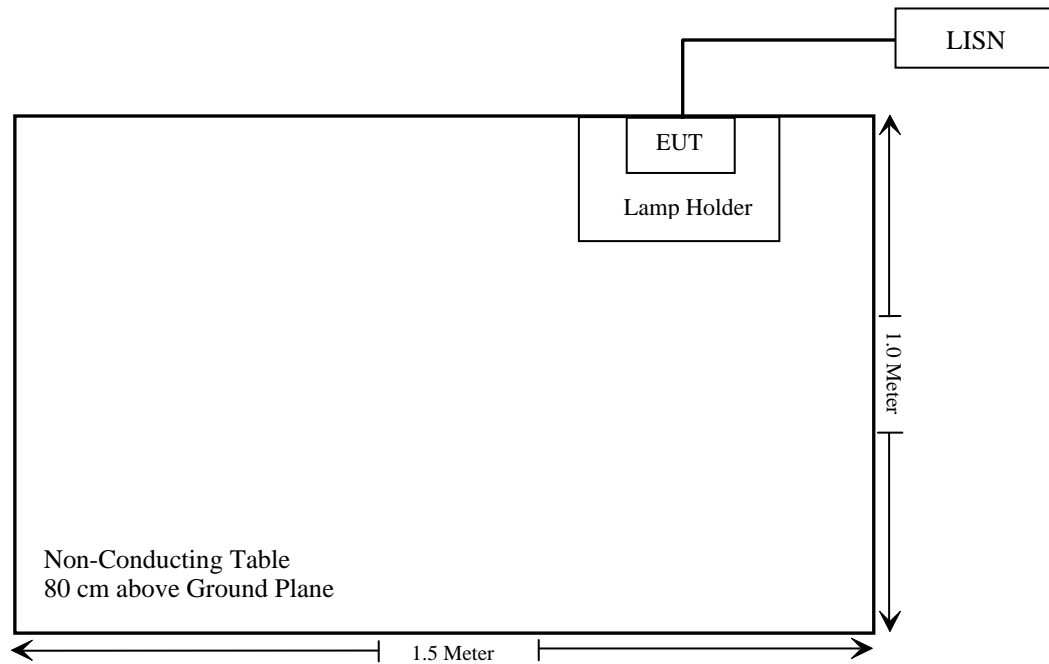 LISN
EUT
Lamp Holder
1.0 Meter
Non-Conducting Table
80 cm above Ground Plane
1.5 Meter